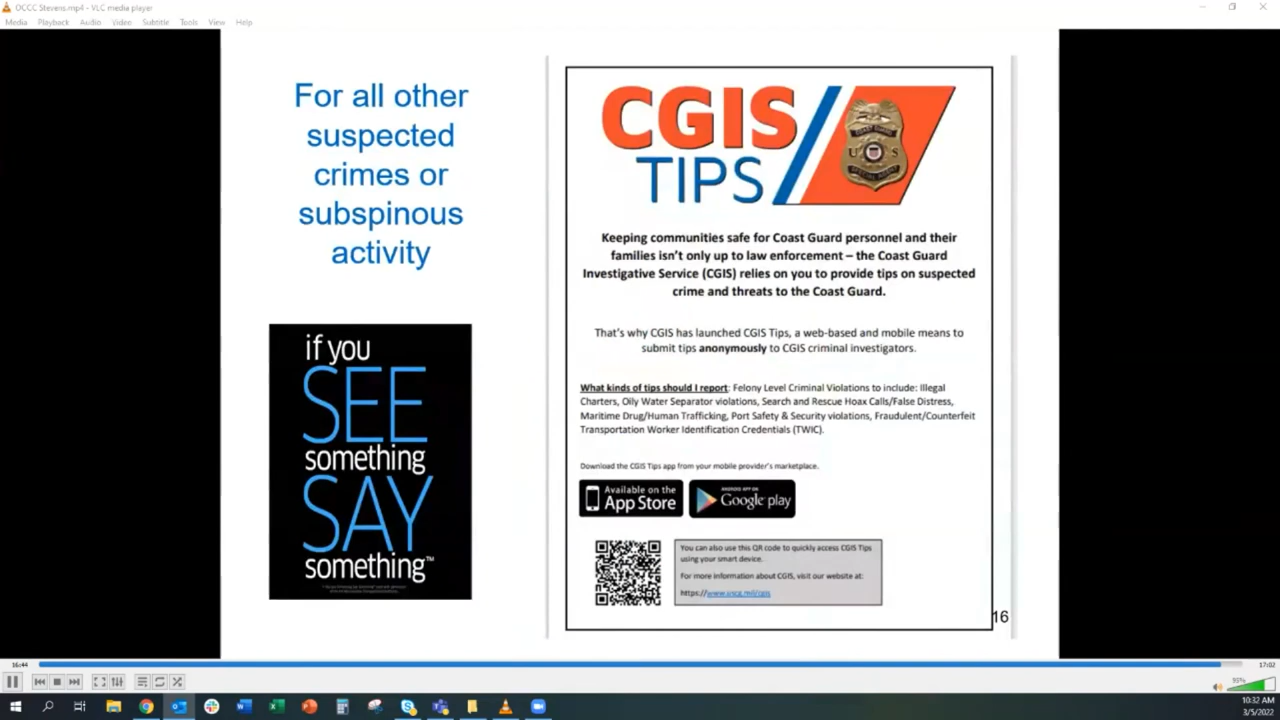 OCCC Stevens.mp4 - VLC media player
Media Playback Audio Video Subtitle Tools View Help
For all other
suspected
crimes or
subspinous
activity
if you
SEE
something
SAY
something™
CGIS
TIPS
COAST GUARD
U S
SPECIAL AGENT
Keeping communities safe for Coast Guard personnel and their
families isn't only up to law enforcement – the Coast Guard
Investigative Service (CGIS) relies on you to provide tips on suspected
crime and threats to the Coast Guard.
That's why CGIS has launched CGIS Tips, a web-based and mobile means to
submit tips anonymously to CGIS criminal investigators.
What kinds of tips should I report: Felony Level Criminal Violations to include: Illegal
Charters, Oily Water Separator violations, Search and Rescue Hoax Calls/False Distress,
Maritime Drug/Human Trafficking, Port Safety & Security violations, Fraudulent/Counterfeit
Transportation Worker Identification Credentials (TWIC).
Download the CGIS Tips app from your mobile provider's marketplace.
Available on the
App Store
ANDROID APP ON
Google play
You can also use this QR code to quickly access CGIS Tips
using your smart device.
For more information about CGIS, visit our website at:
https://www.uscg.mil/cgis
16
16:44
17:02
93%
10:32 AM
3/5/2022